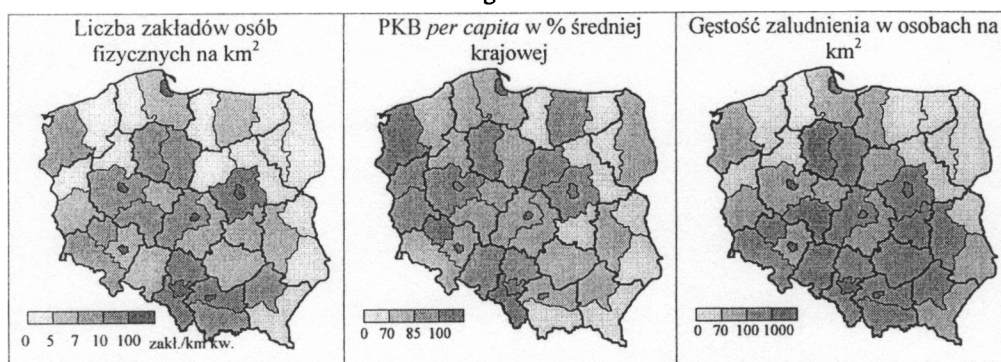 Liczba zakładów osób
fizycznych na km²
0 5 7 10 100 zakł./km kw.
PKB per capita w % średniej
krajowej
0 70 85 100
Gęstość zaludnienia w osobach na
km²
0 70 100 1000